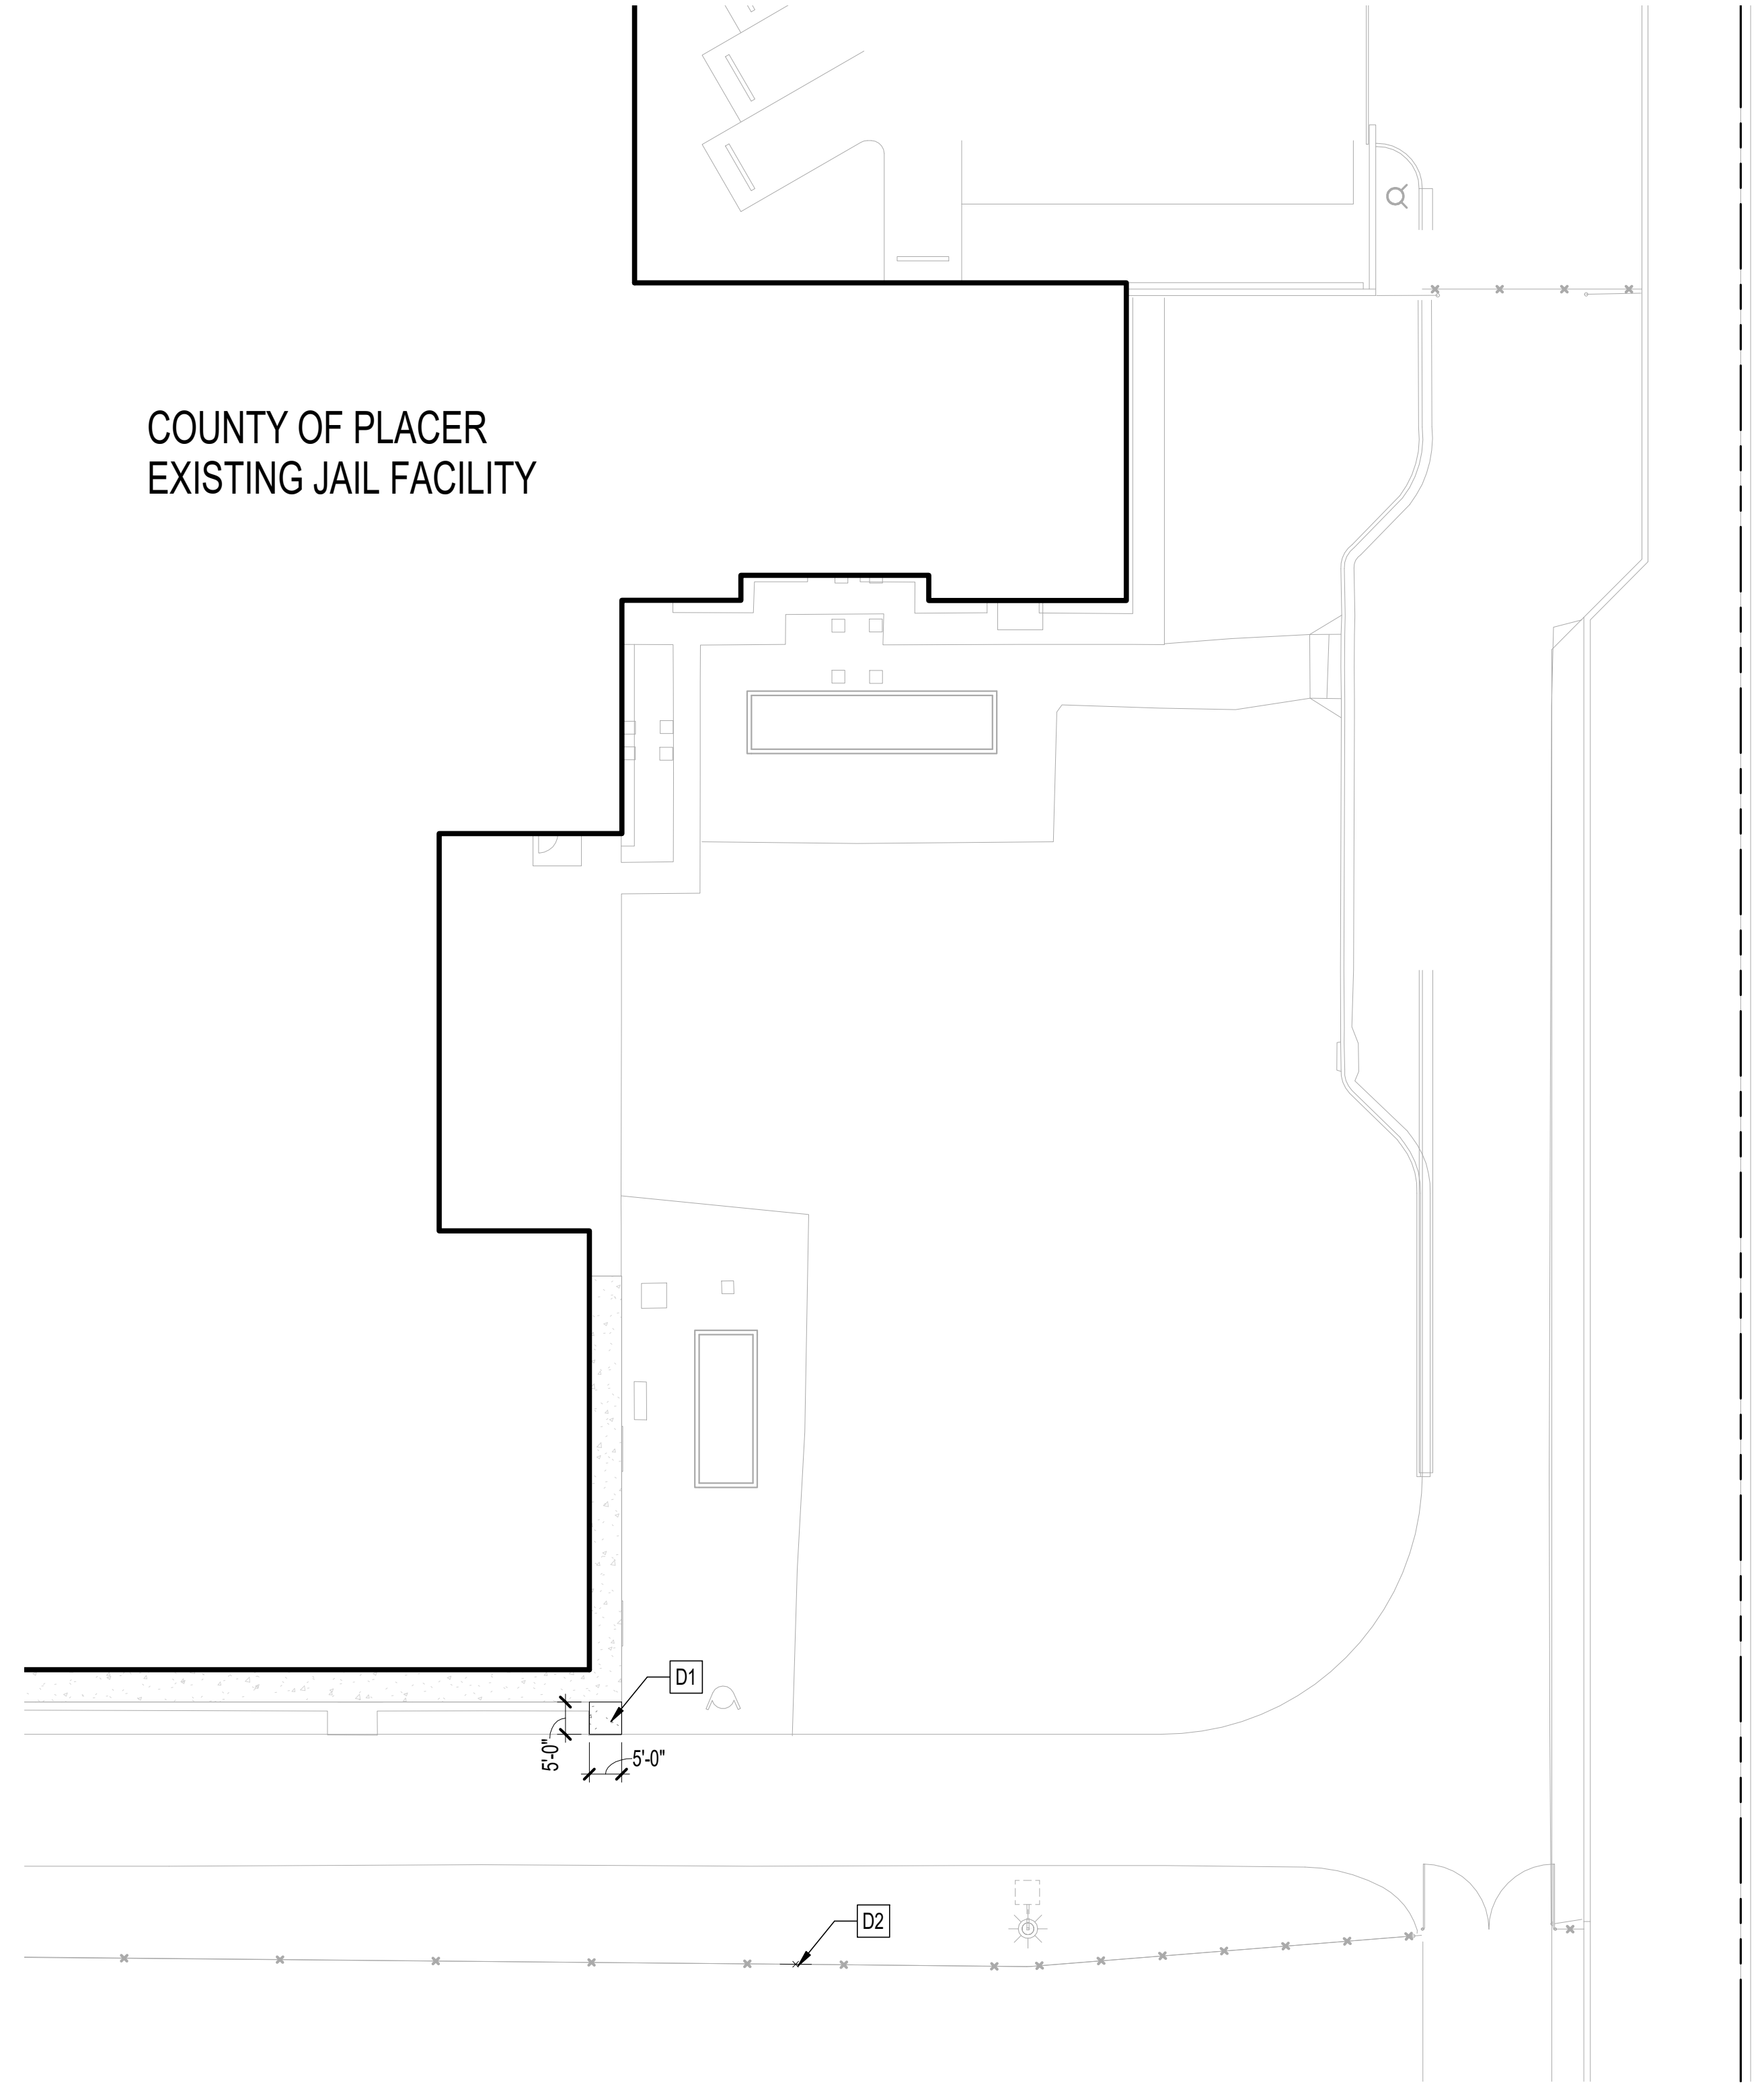 COUNTY OF PLACER
EXISTING JAIL FACILITY
D1
5'-0"
5'-0"
D2